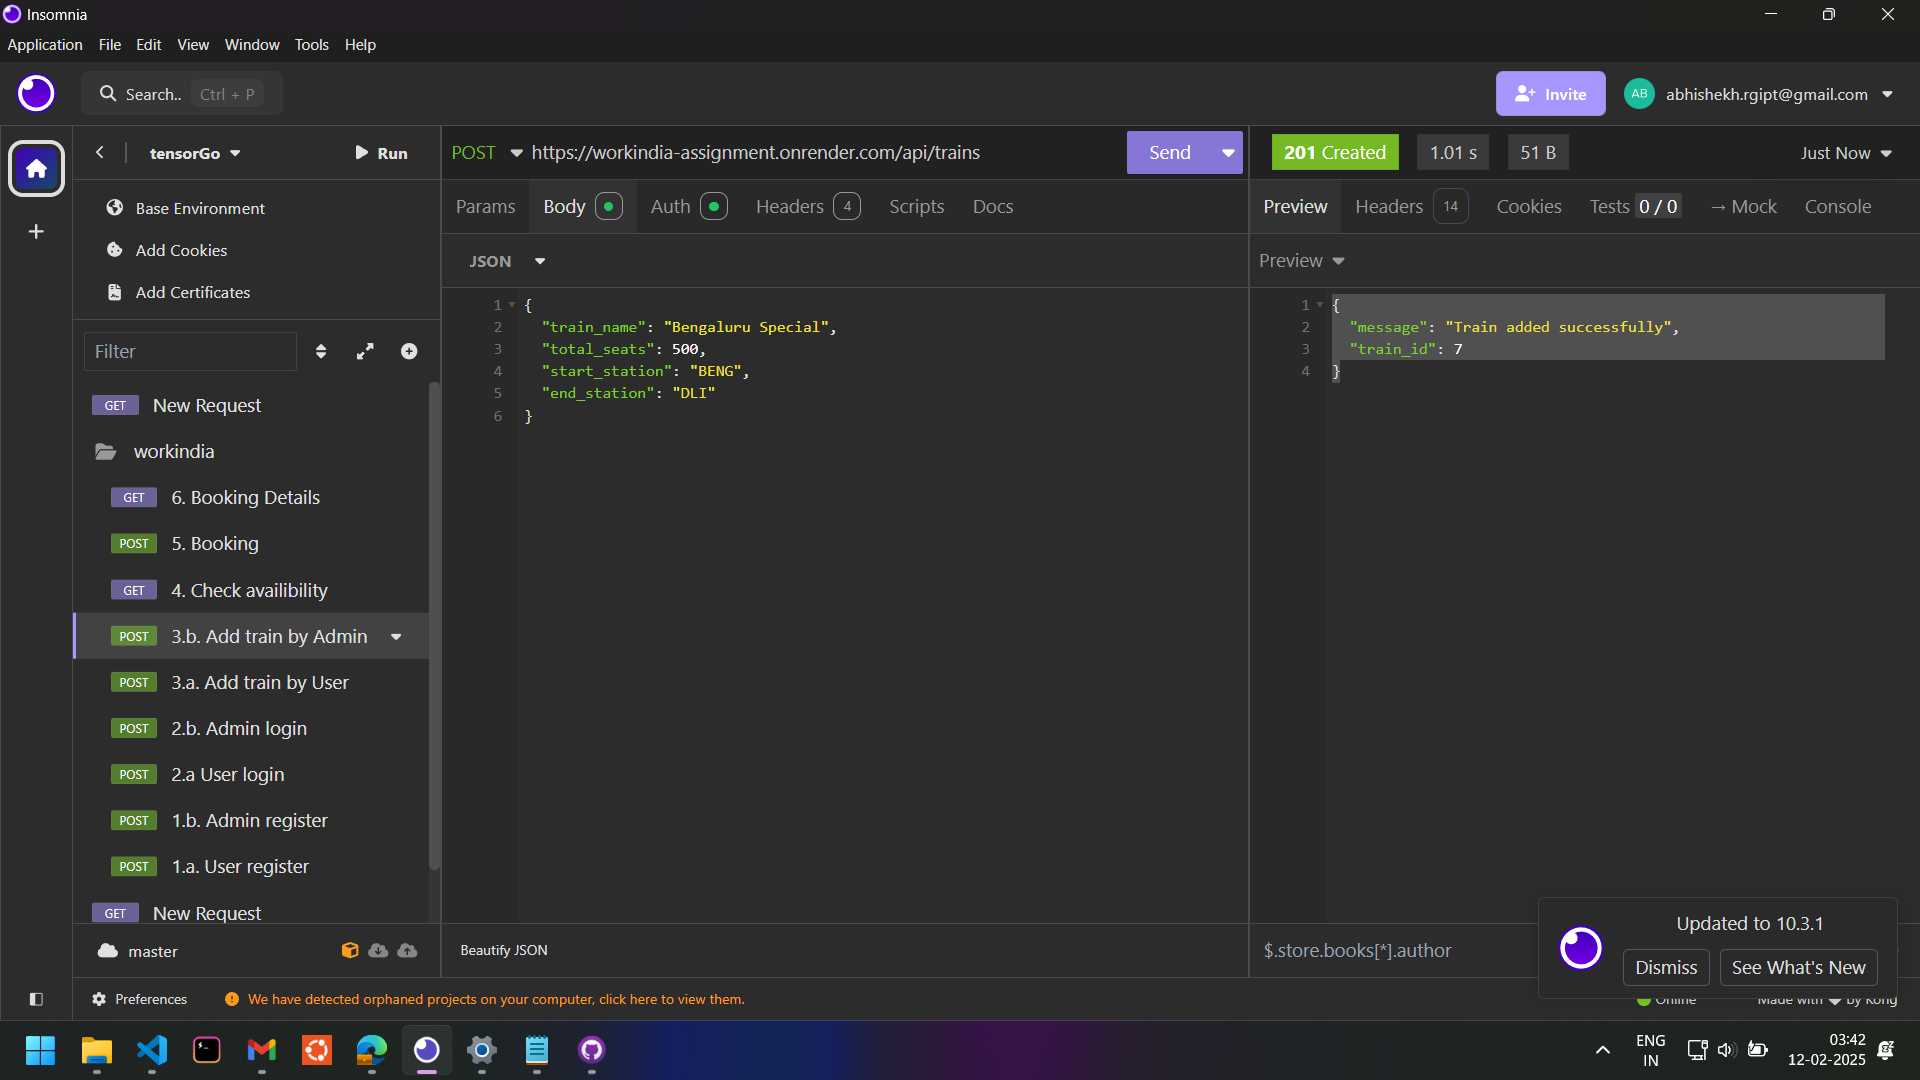 Insomnia
Application File Edit View Window Tools Help
Search.. Ctrl + P
Invite
AB abhishekh.rgipt@gmail.com
tensorGo
Run
Base Environment
Add Cookies
Add Certificates
Filter
GET New Request
workindia
GET 6. Booking Details
POST 5. Booking
GET 4. Check availibility
POST 3.b. Add train by Admin
POST 3.a. Add train by User
POST 2.b. Admin login
POST 2.a User login
POST 1.b. Admin register
POST 1.a. User register
GET New Request
master
POST https://workindia-assignment.onrender.com/api/trains
Send
Params Body Auth Headers 4 Scripts Docs
JSON
1 {
2 "train_name": "Bengaluru Special",
3 "total_seats": 500,
4 "start_station": "BENG",
5 "end_station": "DLI"
6 }
Beautify JSON
201 Created 1.01 s 51 B Just Now
Preview Headers 14 Cookies Tests 0 / 0 → Mock Console
Preview
1 {
2 "message": "Train added successfully",
3 "train_id": 7
4 }
$.store.books[*].author
Updated to 10.3.1
Dismiss
See What's New
Preferences
We have detected orphaned projects on your computer, click here to view them.
Online
Made with ❤ by Kong
ENG
IN
03:42
12-02-2025